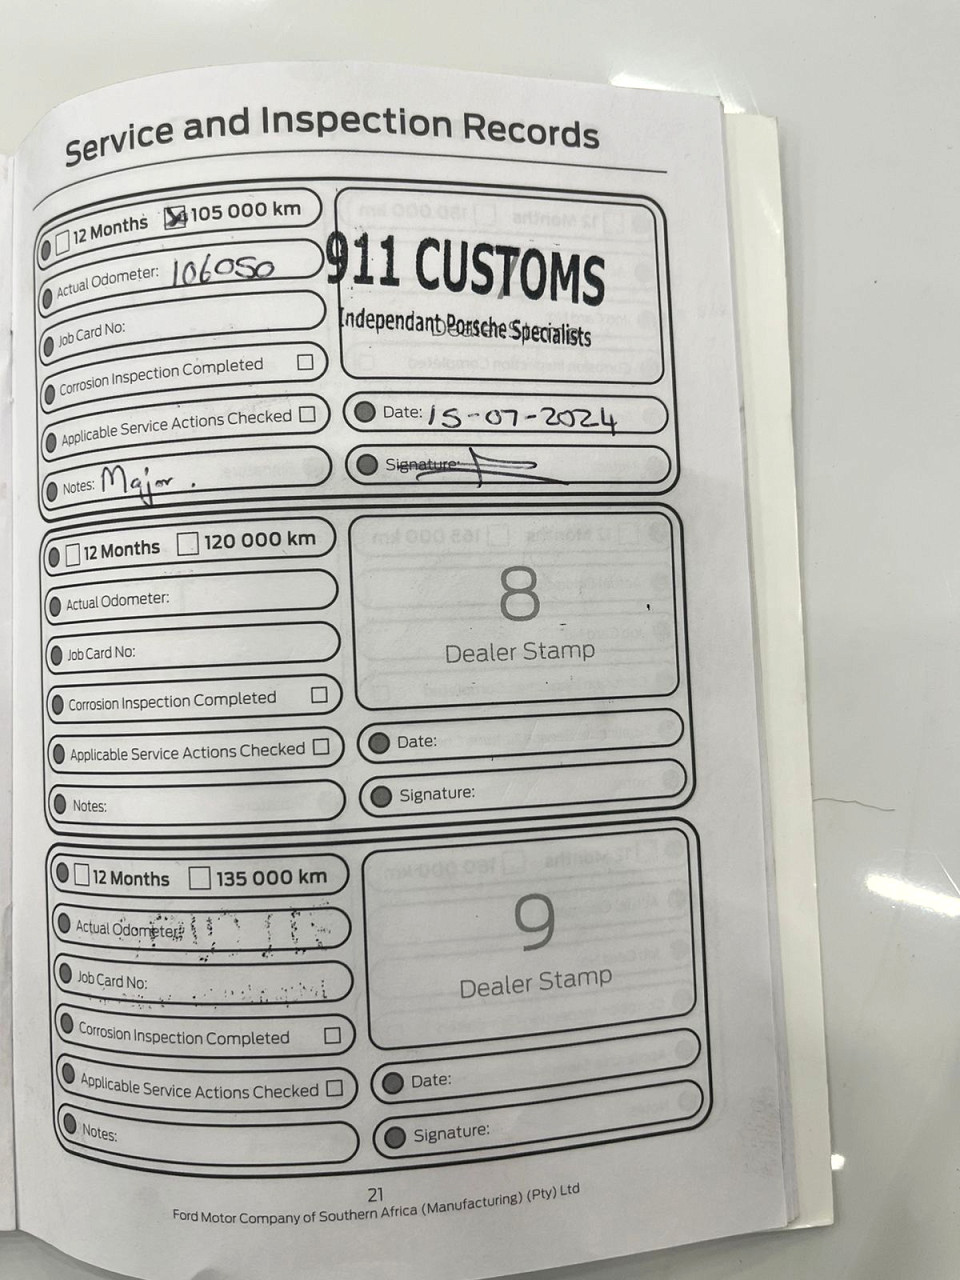 Service and Inspection Records
12 Months 105 000 km
Actual Odometer: 106050
Job Card No:
Corrosion Inspection Completed
Applicable Service Actions Checked
Notes: Major.
911 CUSTOMS
Independant Porsche Specialists
Date: 15-07-2024
Signature:
12 Months 120 000 km
Actual Odometer:
Job Card No:
Corrosion Inspection Completed
Applicable Service Actions Checked
Notes:
8
Dealer Stamp
Date:
Signature:
12 Months 135 000 km
Actual Odometer:
Job Card No:
Corrosion Inspection Completed
Applicable Service Actions Checked
Notes:
9
Dealer Stamp
Date:
Signature:
21
Ford Motor Company of Southern Africa (Manufacturing) (Pty) Ltd